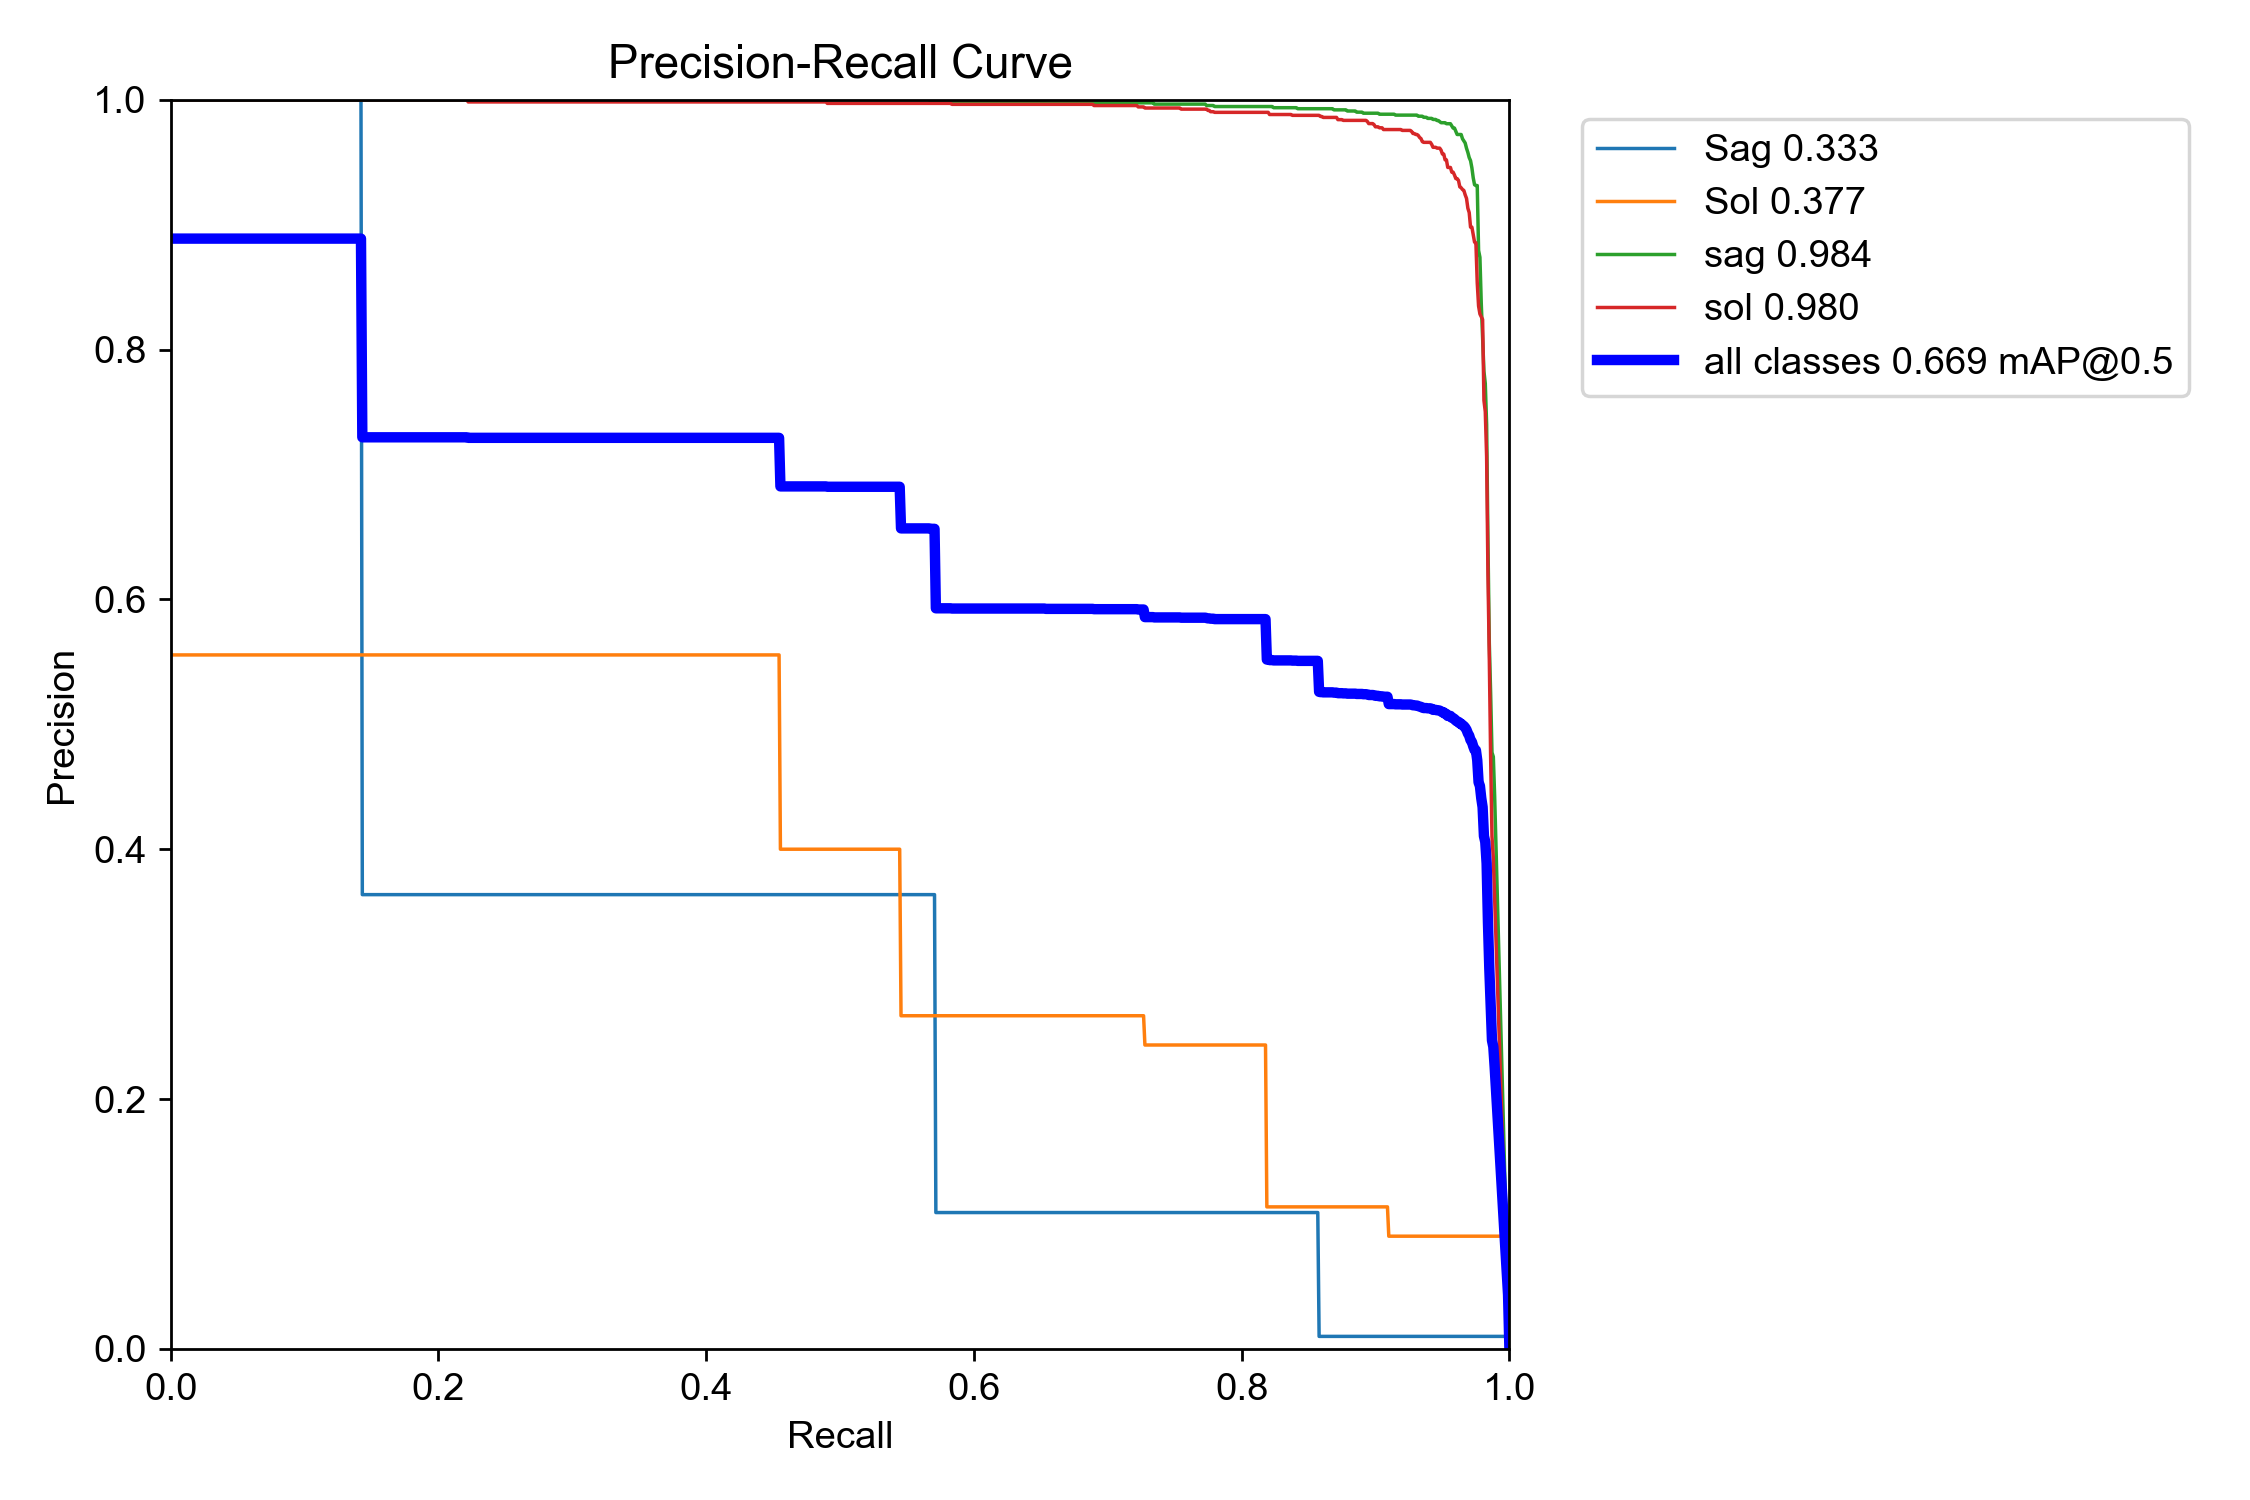 Precision-Recall Curve
1.0
0.8
0.6
0.4
0.2
0.0
Precision
0.0 0.2 0.4 0.6 0.8 1.0
Recall
Sag 0.333
Sol 0.377
sag 0.984
sol 0.980
all classes 0.669 mAP@0.5